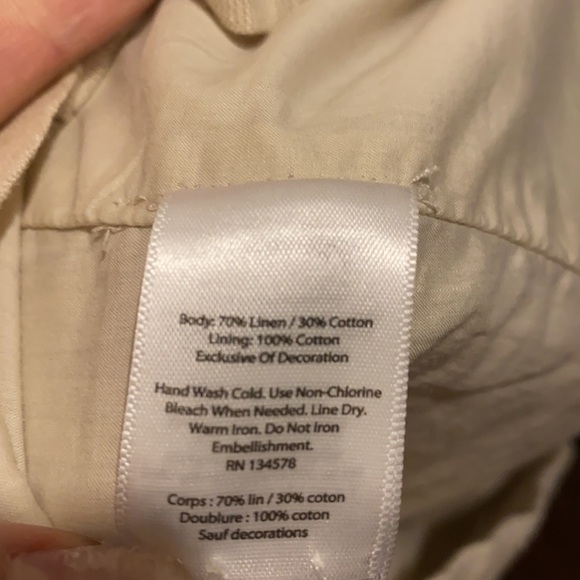 Body: 70% Linen / 30% Cotton
Lining: 100% Cotton
Exclusive Of Decoration
Hand Wash Cold. Use Non-Chlorine
Bleach When Needed. Line Dry.
Warm Iron. Do Not Iron
Embellishment.
RN 134578
Corps : 70% lin / 30% coton
Doublure : 100% coton
Sauf decorations